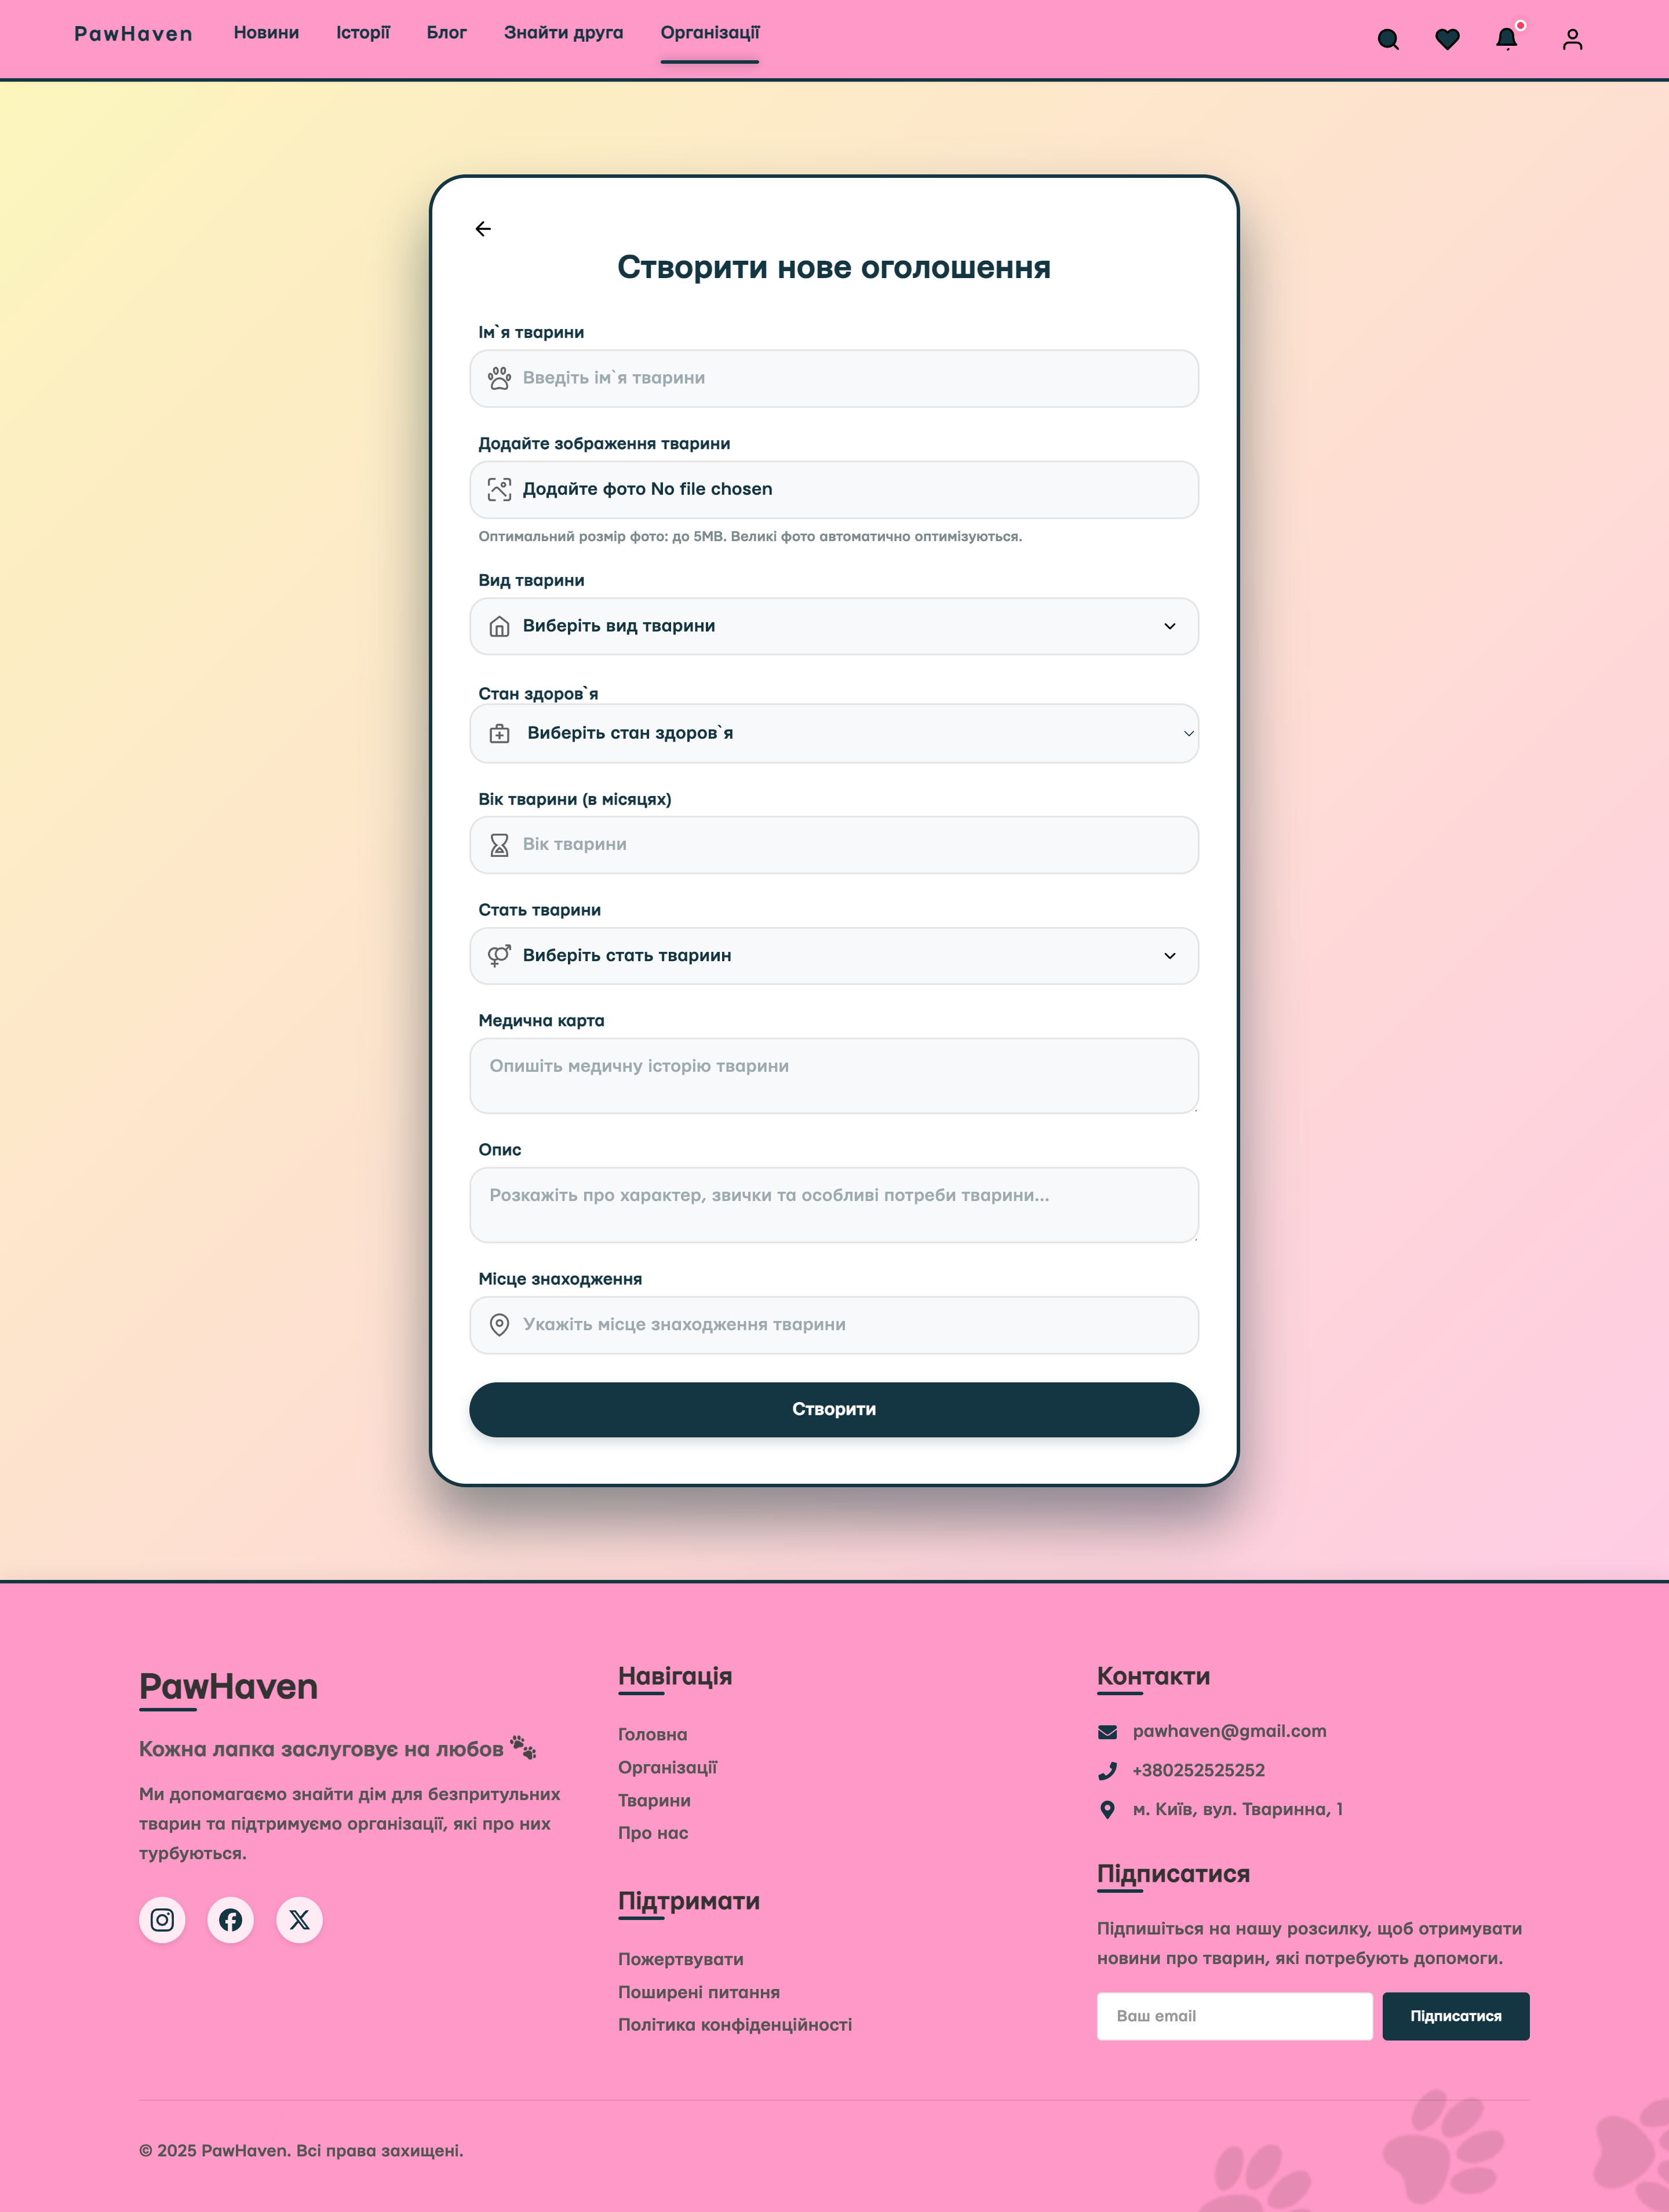 PawHaven
Новини
Історії
Блог
Знайти друга
Організації
Створити нове оголошення
Ім`я тварини
Введіть ім`я тварини
Додайте зображення тварини
Додайте фото No file chosen
Оптимальний розмір фото: до 5MB. Великі фото автоматично оптимізуються.
Вид тварини
Виберіть вид тварини
Стан здоров`я
Виберіть стан здоров`я
Вік тварини (в місяцях)
Вік тварини
Стать тварини
Виберіть стать твариин
Медична карта
Опишіть медичну історію тварини
Опис
Розкажіть про характер, звички та особливі потреби тварини...
Місце знаходження
Укажіть місце знаходження тварини
Створити
PawHaven
Кожна лапка заслуговує на любов
Ми допомагаємо знайти дім для безпритульних
тварин та підтримуємо організації, які про них
турбуються.
Навігація
Головна
Організації
Тварини
Про нас
Підтримати
Пожертвувати
Поширені питання
Політика конфіденційності
Контакти
pawhaven@gmail.com
+380252525252
м. Київ, вул. Тваринна, 1
Підписатися
Підпишіться на нашу розсилку, щоб отримувати
новини про тварин, які потребують допомоги.
Ваш email
Підписатися
© 2025 PawHaven. Всі права захищені.